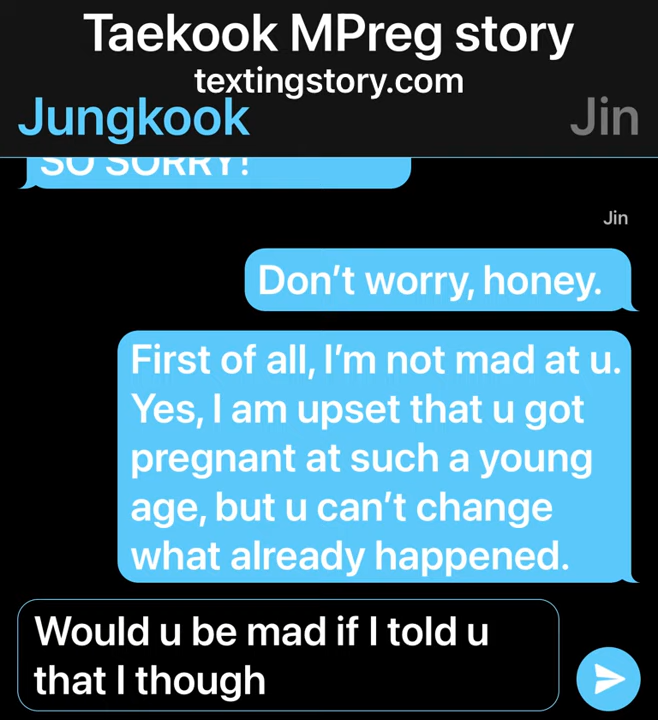 Taekook MPreg story
textingstory.com
Jungkook
Jin
SO SORRY!
Jin
Don't worry, honey.
First of all, I'm not mad at u.
Yes, I am upset that u got
pregnant at such a young
age, but u can't change
what already happened.
Would u be mad if I told u
that I though